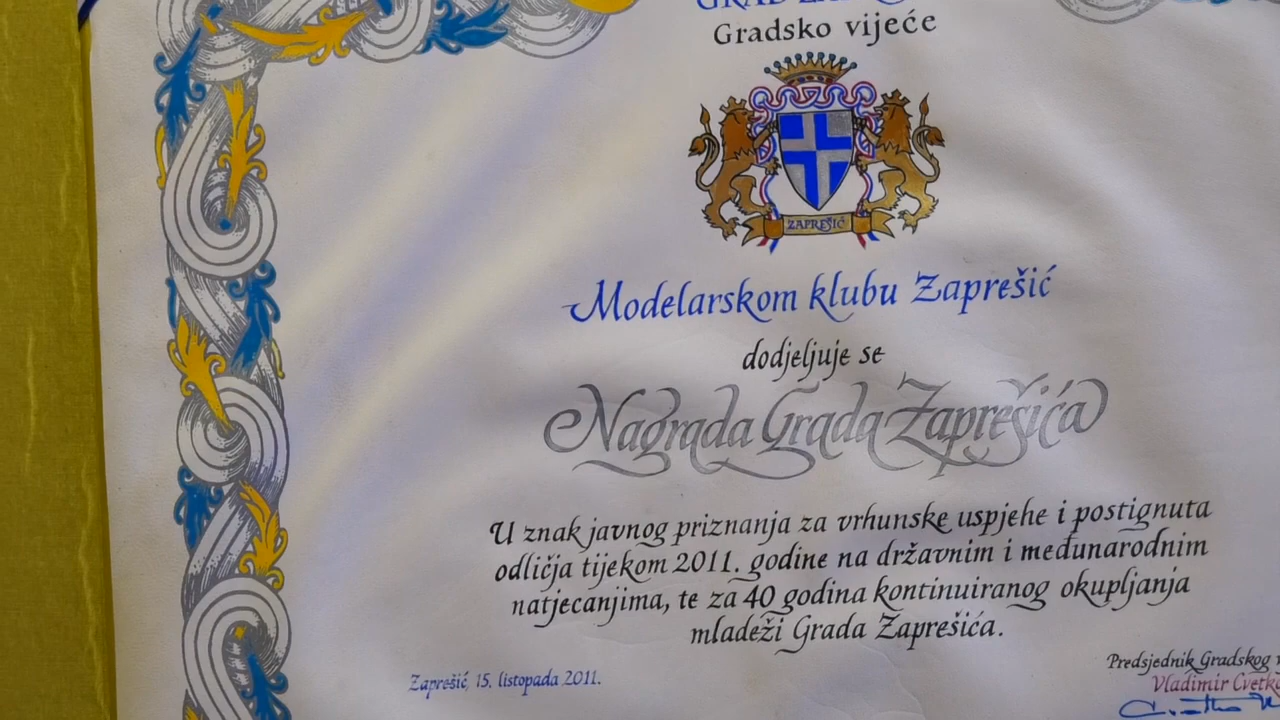 GRAD
Gradsko vijeće
ZAPREŠIĆ
Modelarskom klubu Zaprešić
dodjeljuje se
Nagrada Grada Zaprešića
U znak javnog priznanja za vrhunske uspjehe i postignuta
odličja tijekom 2011. godine na državnim i međunarodnim
natjecanjima, te za 40 godina kontinuiranog okupljanja
mladeži Grada Zaprešića.
Zaprešić, 15. listopada 2011.
Predsjednik Gradskog
Vladimir